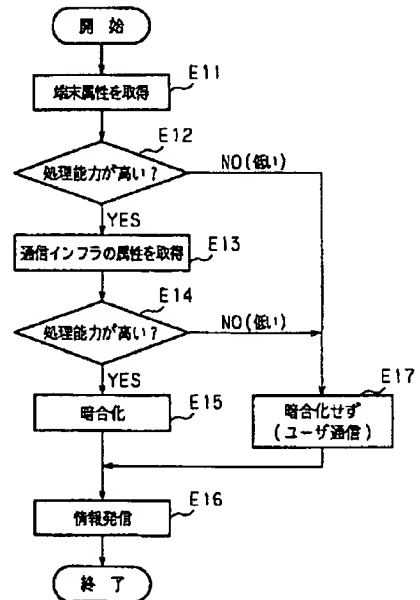 開 始
端末属性を取得
E11
処理能力が高い?
E12
NO(低い)
YES
通信インフラの属性を取得
E13
処理能力が高い?
E14
NO(低い)
YES
暗合化
E15
暗合化せず
(ユーザ通信)
E17
情報発信
E16
終 了